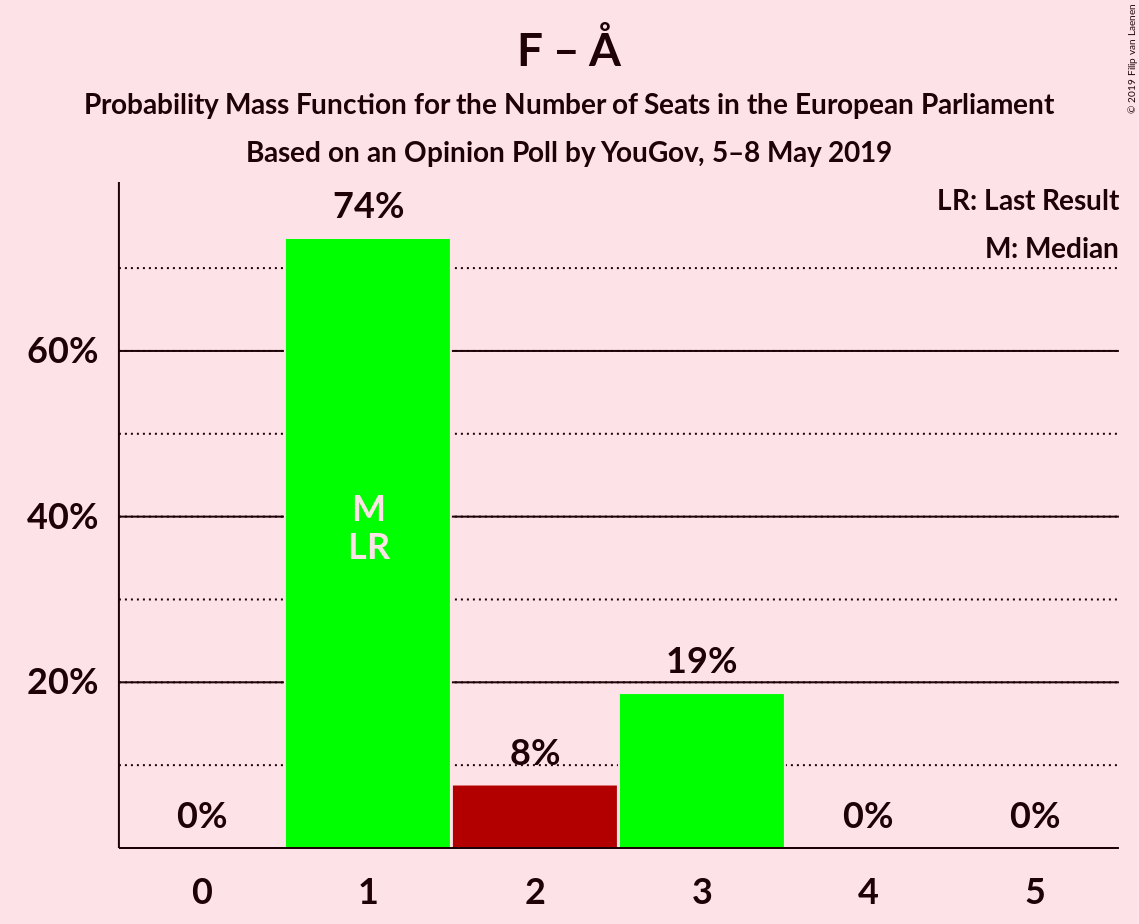 F – Å
Probability Mass Function for the Number of Seats in the European Parliament
Based on an Opinion Poll by YouGov, 5–8 May 2019
© 2019 Filip van Laenen
LR: Last Result
M: Median
74%
60%
40%
20%
M
LR
19%
8%
0%
0%
0%
0
1
2
3
4
5